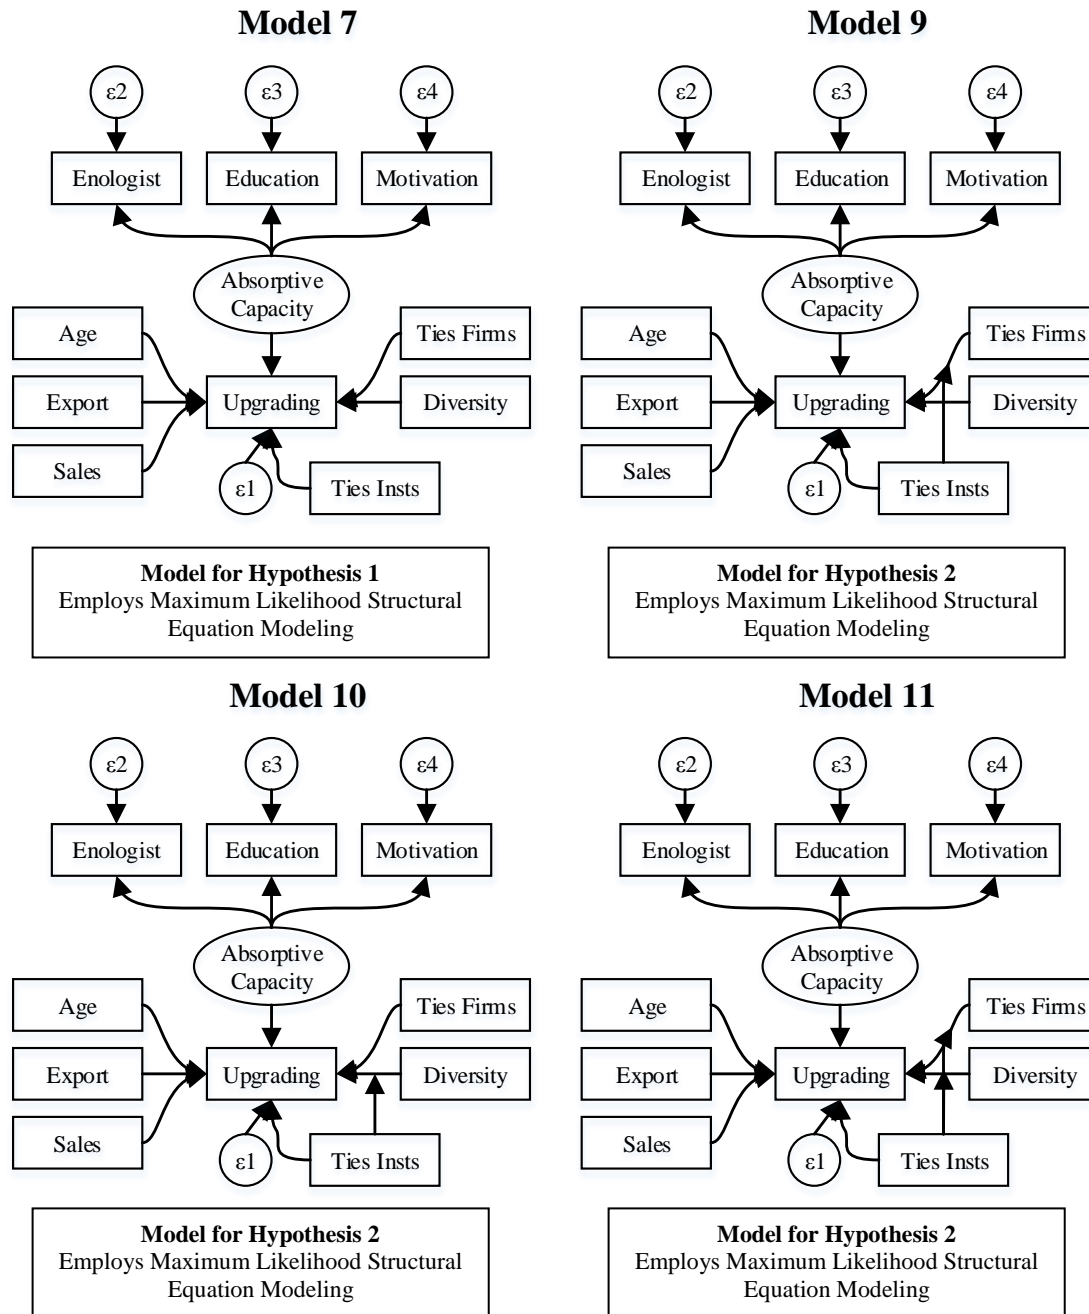 Model 7
ε2
ε3
ε4
Enologist
Education
Motivation
Absorptive
Capacity
Age
Ties Firms
Export
Upgrading
Diversity
Sales
ε1
Ties Insts
Model for Hypothesis 1
Employs Maximum Likelihood Structural
Equation Modeling
Model 9
ε2
ε3
ε4
Enologist
Education
Motivation
Absorptive
Capacity
Age
Ties Firms
Export
Upgrading
Diversity
Sales
ε1
Ties Insts
Model for Hypothesis 2
Employs Maximum Likelihood Structural
Equation Modeling
Model 10
ε2
ε3
ε4
Enologist
Education
Motivation
Absorptive
Capacity
Age
Ties Firms
Export
Upgrading
Diversity
Sales
ε1
Ties Insts
Model for Hypothesis 2
Employs Maximum Likelihood Structural
Equation Modeling
Model 11
ε2
ε3
ε4
Enologist
Education
Motivation
Absorptive
Capacity
Age
Ties Firms
Export
Upgrading
Diversity
Sales
ε1
Ties Insts
Model for Hypothesis 2
Employs Maximum Likelihood Structural
Equation Modeling